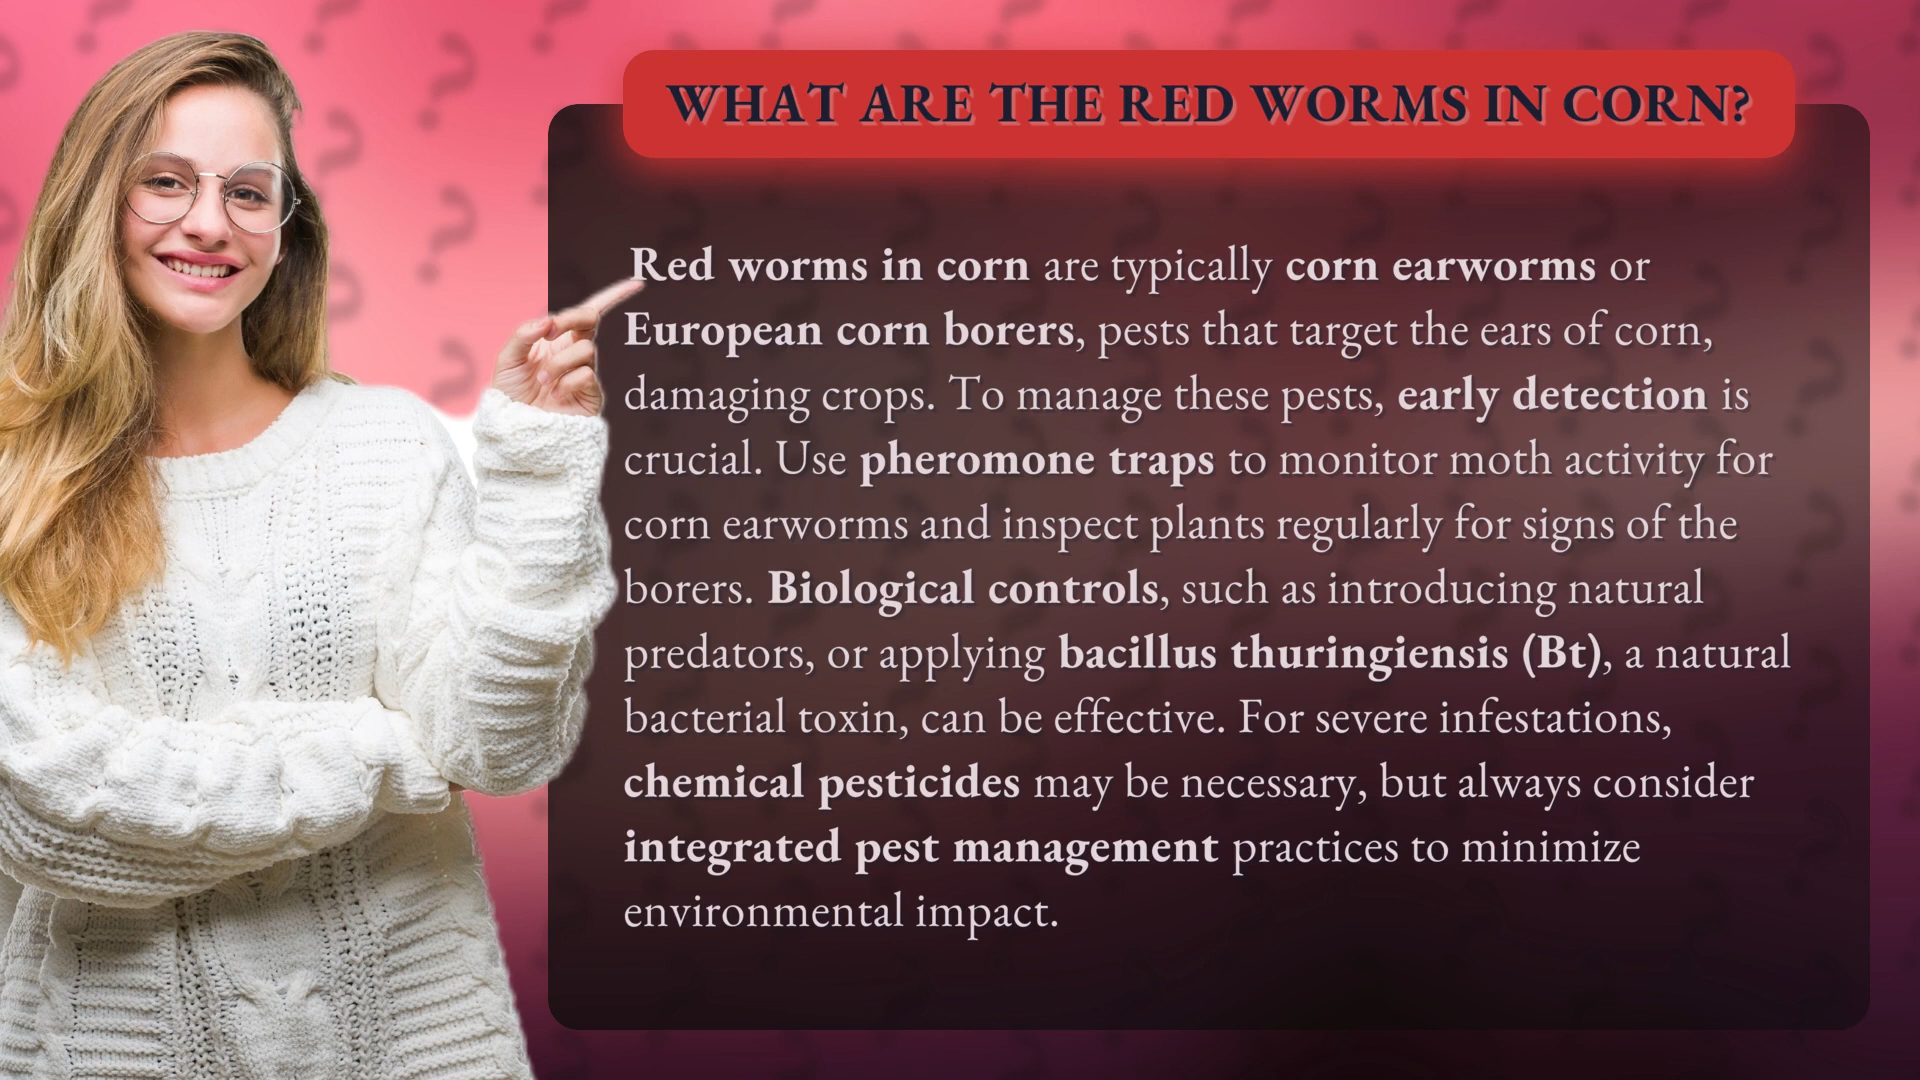 WHAT ARE THE RED WORMS IN CORN?
Red worms in corn are typically corn earworms or
European corn borers, pests that target the ears of corn,
damaging crops. To manage these pests, early detection is
crucial. Use pheromone traps to monitor moth activity for
corn earworms and inspect plants regularly for signs of the
borers. Biological controls, such as introducing natural
predators, or applying bacillus thuringiensis (Bt), a natural
bacterial toxin, can be effective. For severe infestations,
chemical pesticides may be necessary, but always consider
integrated pest management practices to minimize
environmental impact.